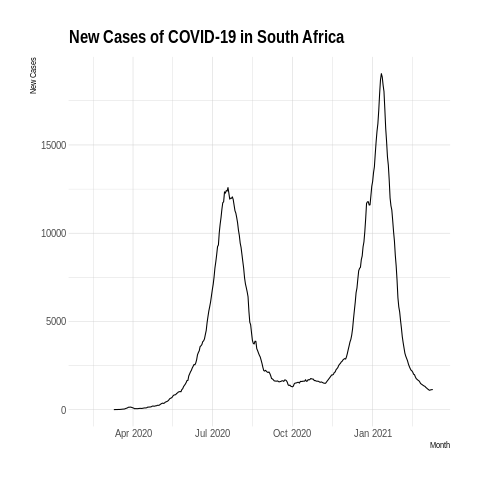 New Cases of COVID-19 in South Africa
New Cases
15000
10000
5000
0
Apr 2020 Jul 2020 Oct 2020 Jan 2021
Month